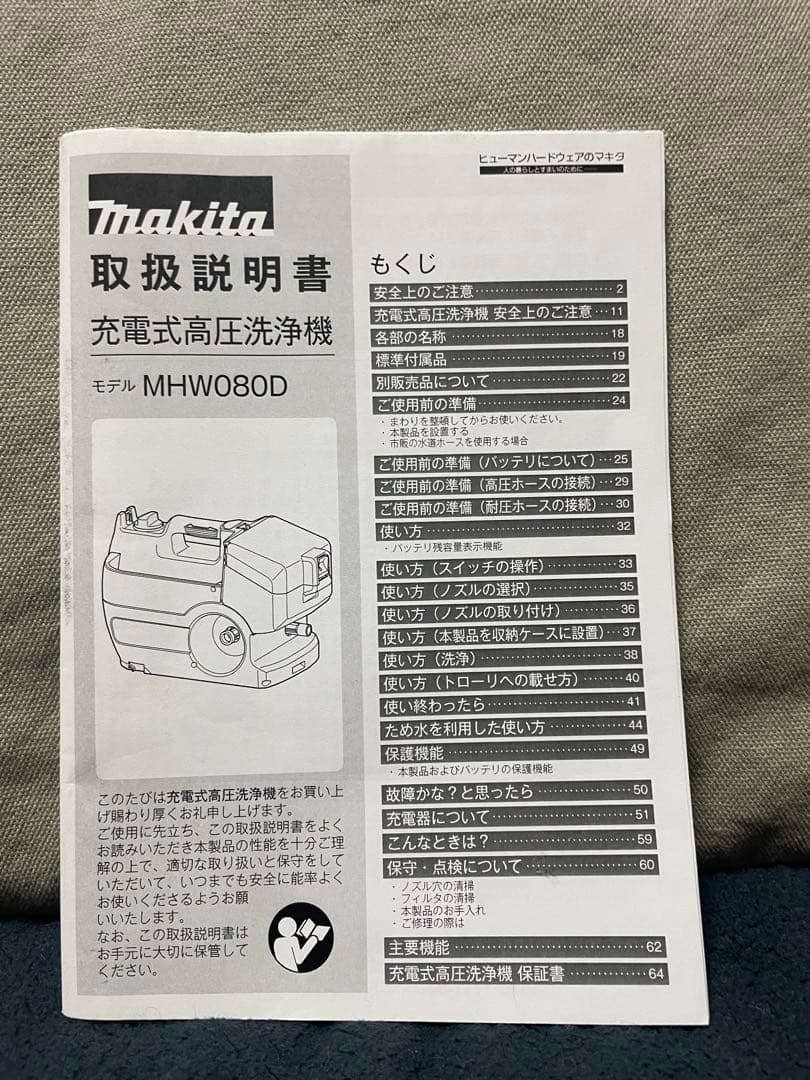 makita
取扱説明書
充電式高圧洗浄機
モデル MHW080D
このたびは充電式高圧洗浄機をお買い上
げ賜わり厚くお礼申し上げます。
ご使用に先立ち、この取扱説明書をよく
お読みいただき本製品の性能を十分ご理
解の上で、適切な取り扱いと保守をして
いただいて、いつまでも安全に能率よく
お使いくださるようお願
いいたします。
なお、この取扱説明書は
お手元に大切に保管して
ください。
ヒューマンハードウェアのマキタ
人の暮らしとすまいのために
もくじ
安全上のご注意 2
充電式高圧洗浄機 安全上のご注意 11
各部の名称 18
標準付属品 19
別販売品について 22
ご使用前の準備 24
・まわりを整頓してからお使いください。
・本製品を設置する
・市販の水道ホースを使用する場合
ご使用前の準備（バッテリについて） 25
ご使用前の準備（高圧ホースの接続） 29
ご使用前の準備（耐圧ホースの接続） 30
使い方 32
・バッテリ残容量表示機能
使い方（スイッチの操作） 33
使い方（ノズルの選択） 35
使い方（ノズルの取り付け） 36
使い方（本製品を収納ケースに設置） 37
使い方（洗浄） 38
使い方（トローリへの載せ方） 40
使い終わったら 41
ため水を利用した使い方 44
保護機能 49
・本製品およびバッテリの保護機能
故障かな？と思ったら 50
充電器について 51
こんなときは？ 59
保守・点検について 60
・ノズル穴の清掃
・フィルタの清掃
・本製品のお手入れ
・ご修理の際は
主要機能 62
充電式高圧洗浄機 保証書 64